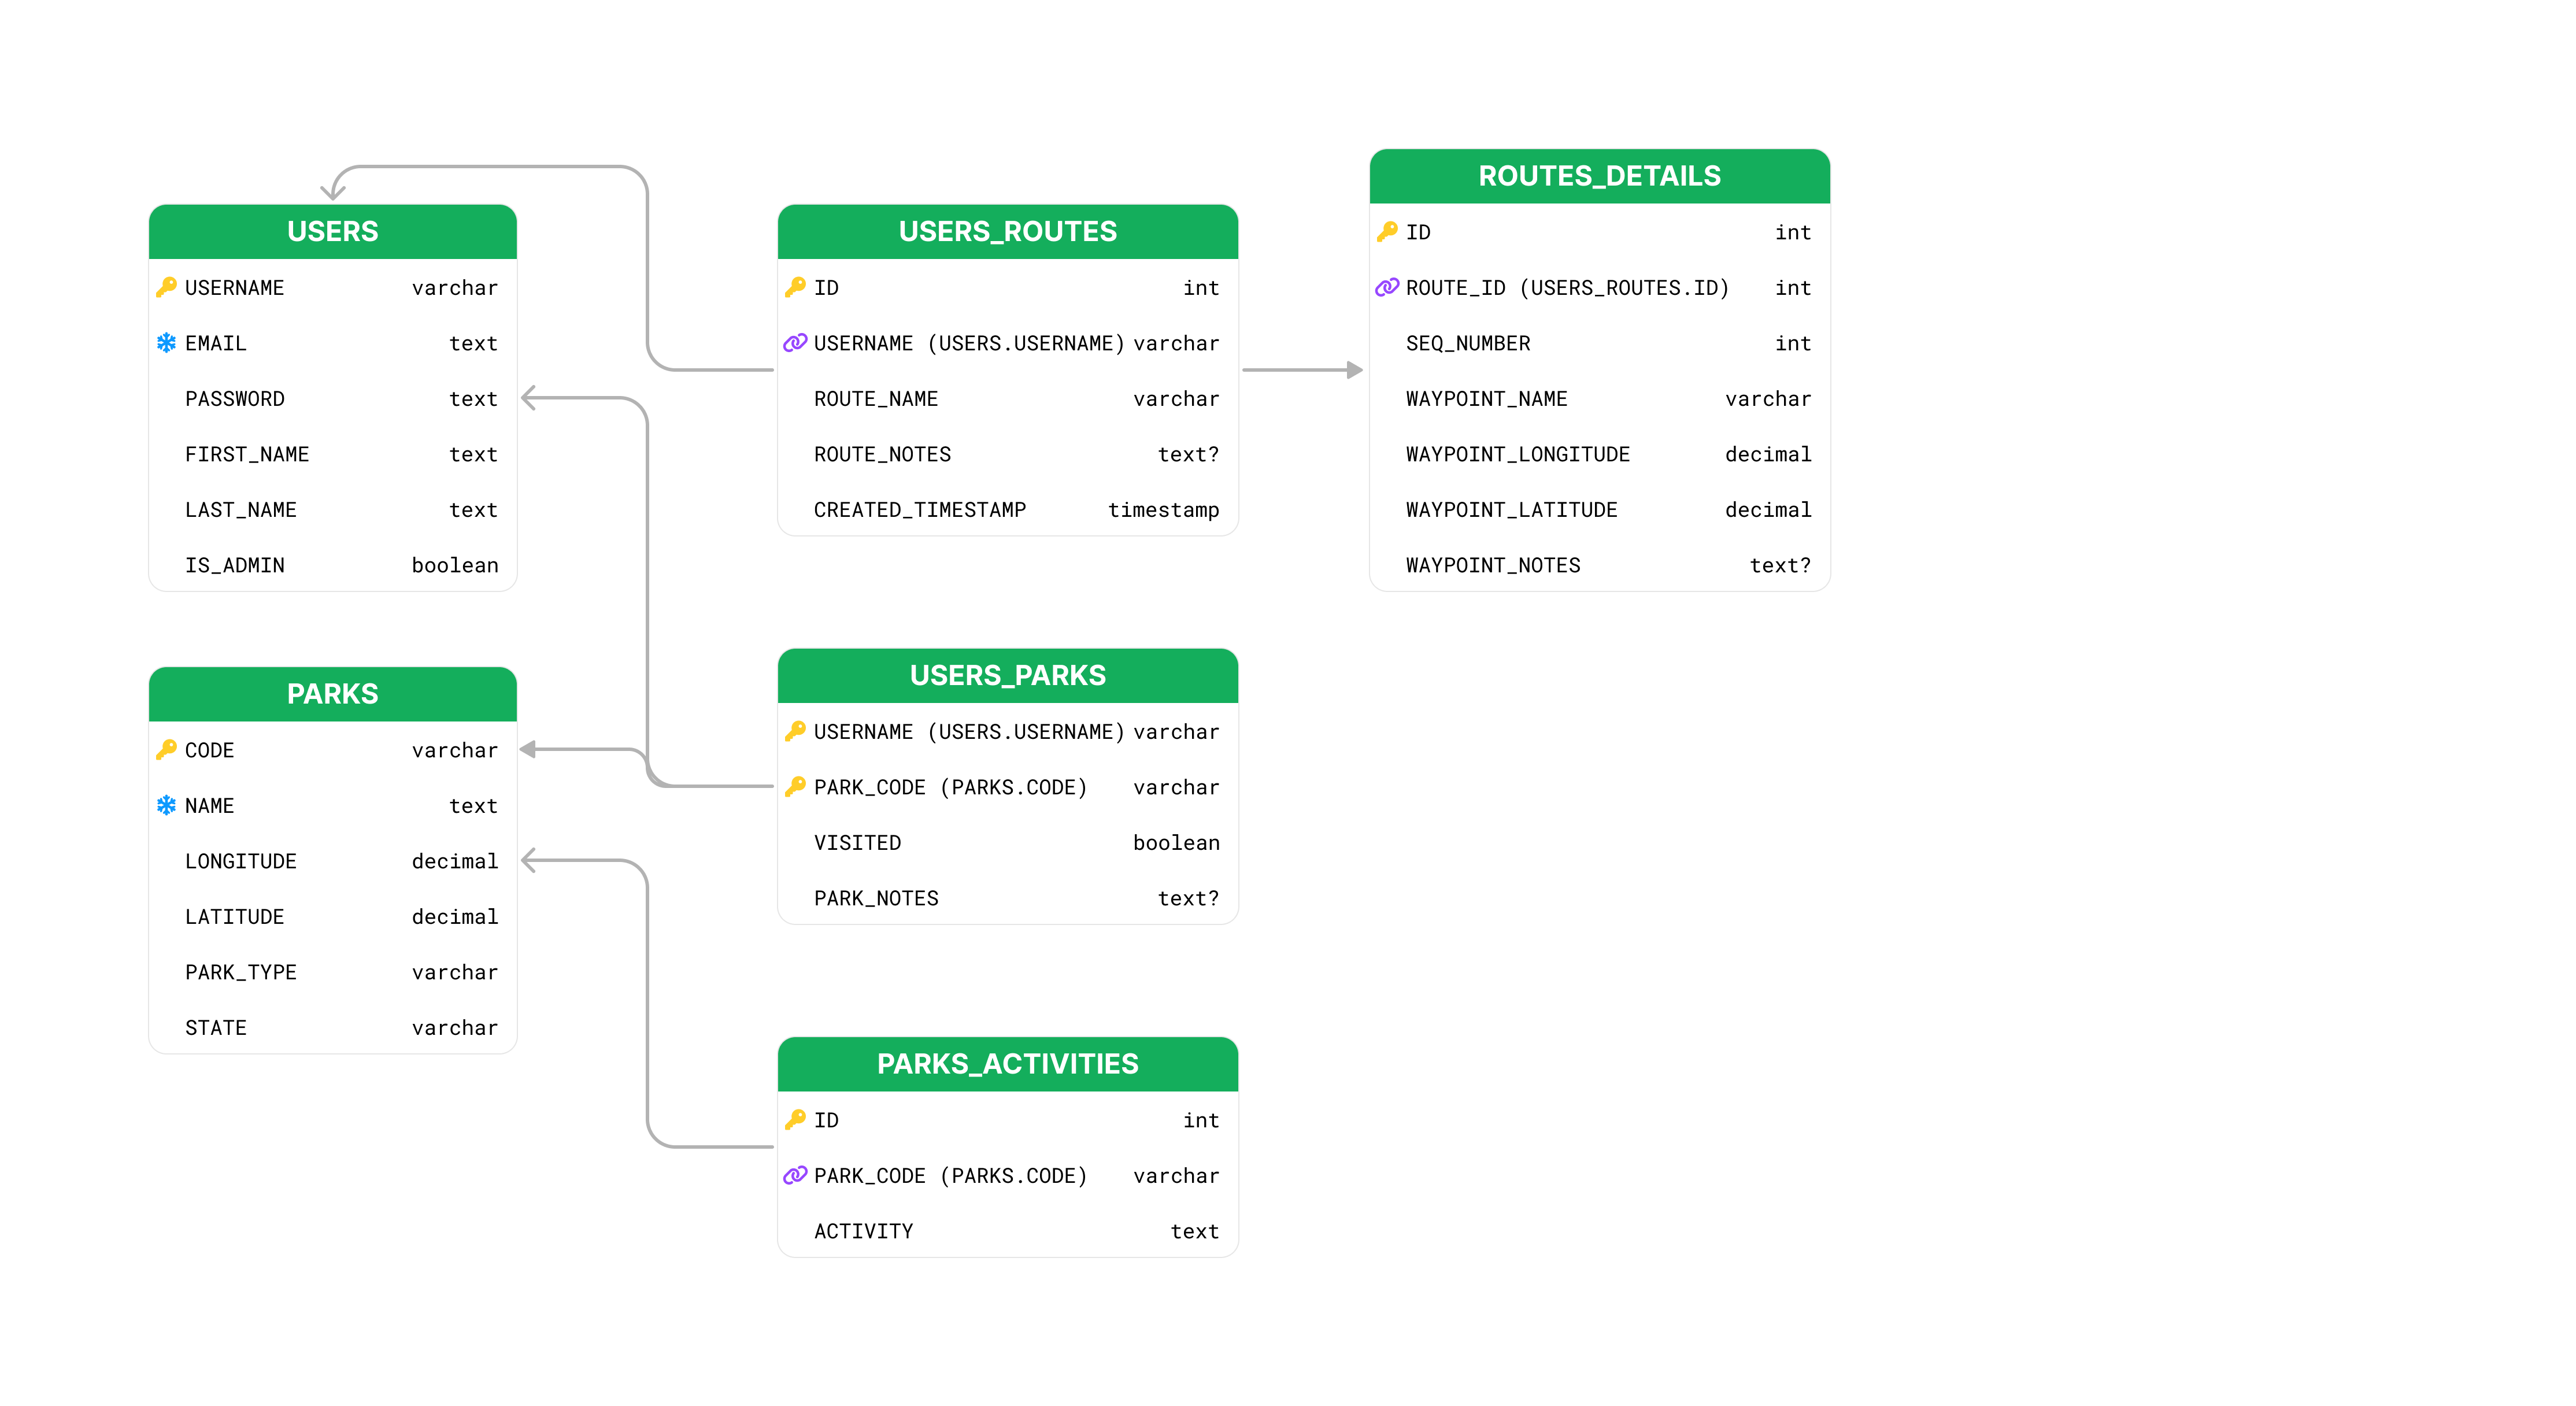 USERS
USERNAME varchar
EMAIL text
PASSWORD text
FIRST_NAME text
LAST_NAME text
IS_ADMIN boolean
PARKS
CODE varchar
NAME text
LONGITUDE decimal
LATITUDE decimal
PARK_TYPE varchar
STATE varchar
USERS_ROUTES
ID int
USERNAME (USERS.USERNAME) varchar
ROUTE_NAME varchar
ROUTE_NOTES text?
CREATED_TIMESTAMP timestamp
USERS_PARKS
USERNAME (USERS.USERNAME) varchar
PARK_CODE (PARKS.CODE) varchar
VISITED boolean
PARK_NOTES text?
PARKS_ACTIVITIES
ID int
PARK_CODE (PARKS.CODE) varchar
ACTIVITY text
ROUTES_DETAILS
ID int
ROUTE_ID (USERS_ROUTES.ID) int
SEQ_NUMBER int
WAYPOINT_NAME varchar
WAYPOINT_LONGITUDE decimal
WAYPOINT_LATITUDE decimal
WAYPOINT_NOTES text?